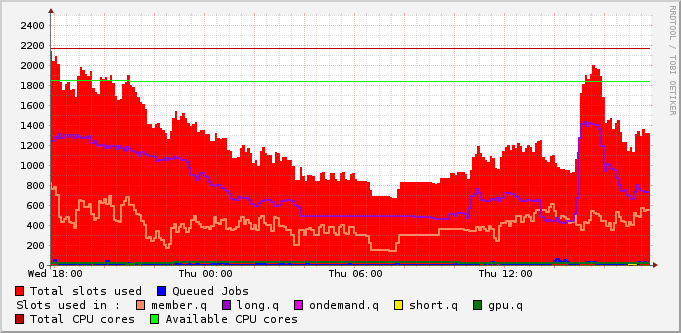 RRDTOOL / TOBI OETIKER
2400
2200
2000
1800
1600
1400
1200
1000
800
600
400
200
0
Wed 18:00 Thu 00:00 Thu 06:00 Thu 12:00
Total slots used Queued Jobs
Slots used in : member.q long.q ondemand.q short.q gpu.q
Total CPU cores Available CPU cores